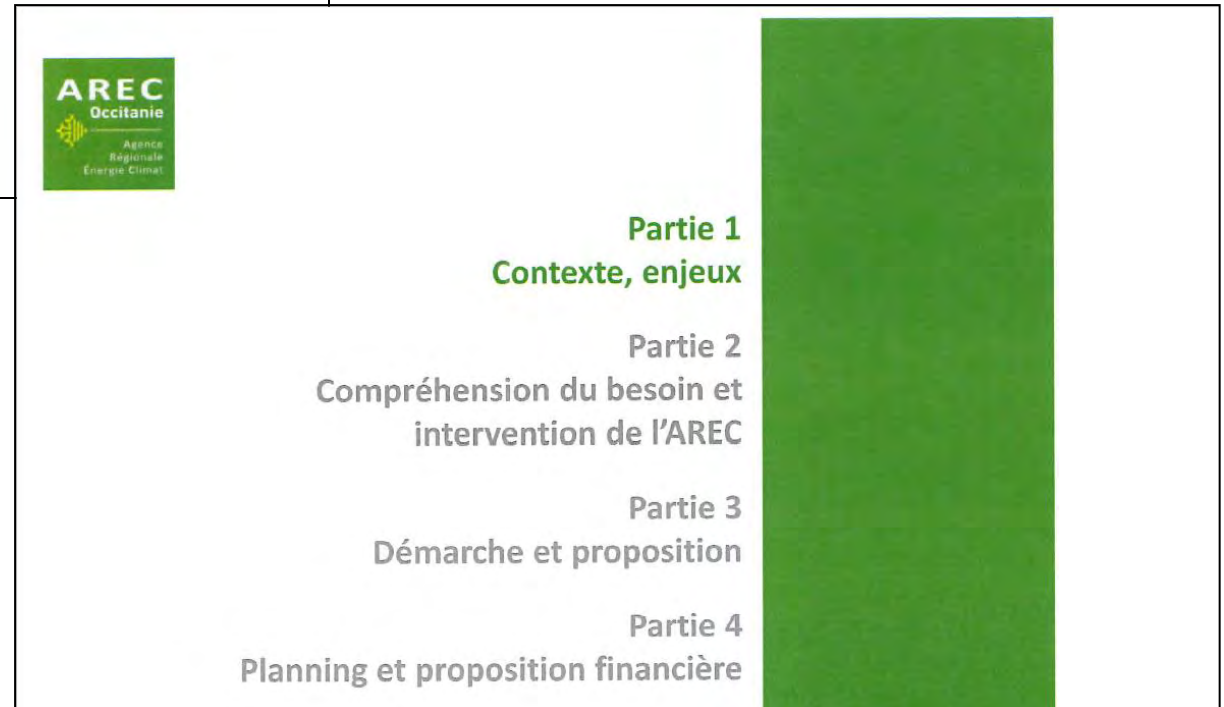 AREC
Occitanie
Agence
Régionale
Énergie Climat
Partie 1
Contexte, enjeux
Partie 2
Compréhension du besoin et
intervention de l'AREC
Partie 3
Démarche et proposition
Partie 4
Planning et proposition financière